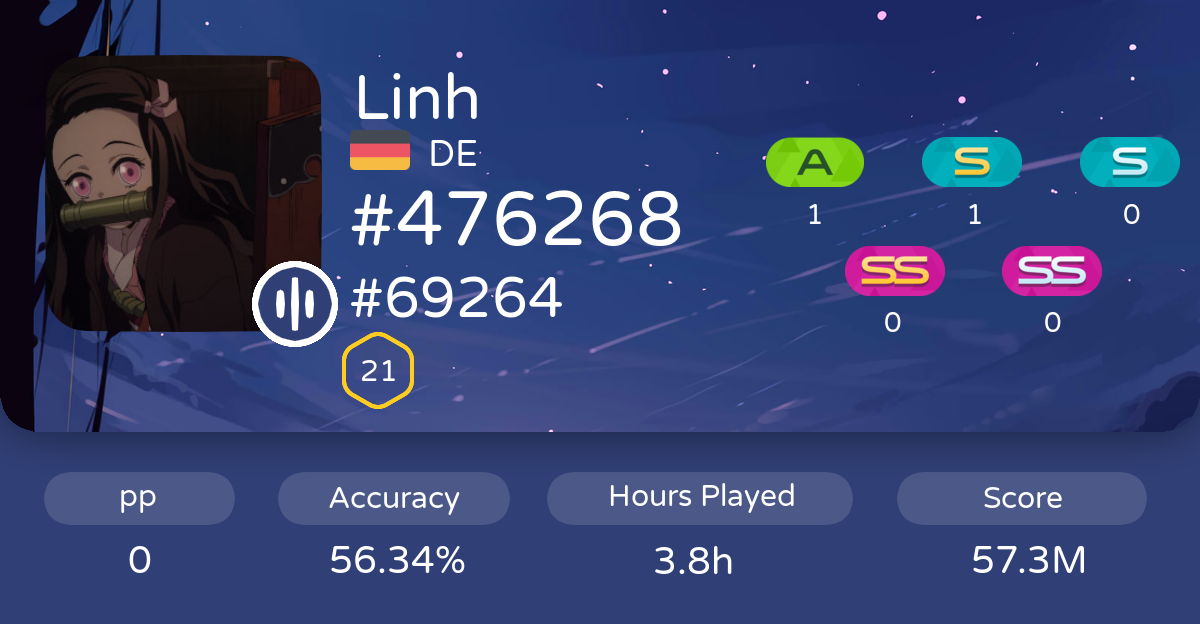 Linh
DE
#476268
#69264
21
A S S
1 1 0
SS SS
0 0
pp Accuracy Hours Played Score
0 56.34% 3.8h 57.3M